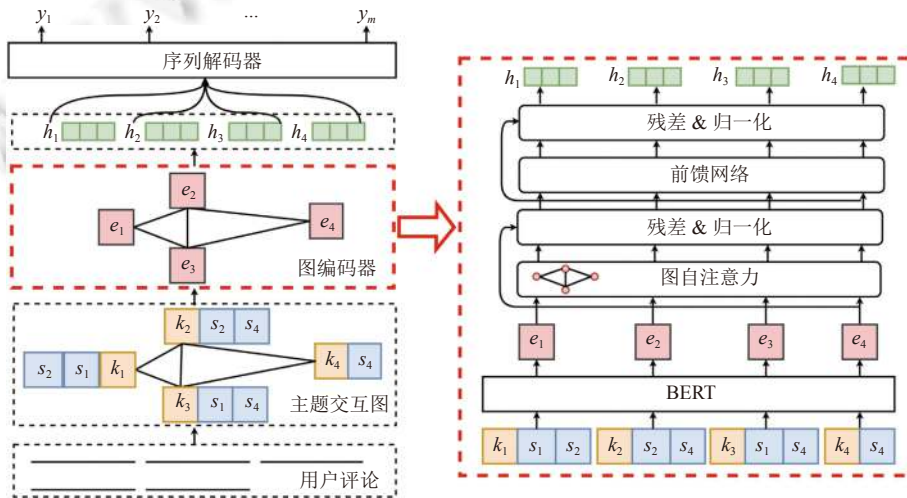 y1 y2 ... ym
序列解码器
h1 h2 h3 h4
e2
e1 e4
e3
图编码器
k2 s2 s4
s2 s1 k1 k4 s4
k3 s1 s4
主题交互图
用户评论
h1 h2 h3 h4
残差 & 归一化
前馈网络
残差 & 归一化
图自注意力
e1 e2 e3 e4
BERT
k1 s1 s2 k2 s2 s4 k3 s1 s4 k4 s4